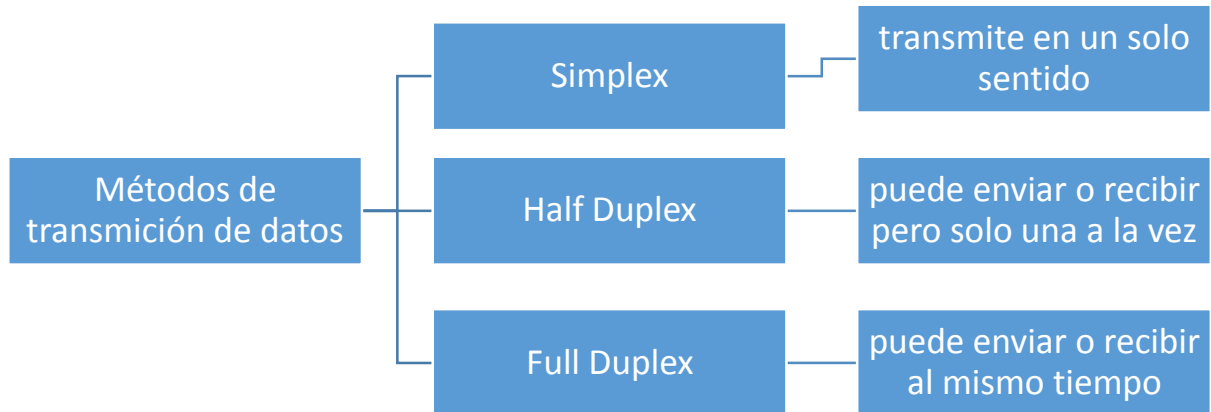 Métodos de
transmición de datos
Simplex
transmite en un solo
sentido
Half Duplex
puede enviar o recibir
pero solo una a la vez
Full Duplex
puede enviar o recibir
al mismo tiempo